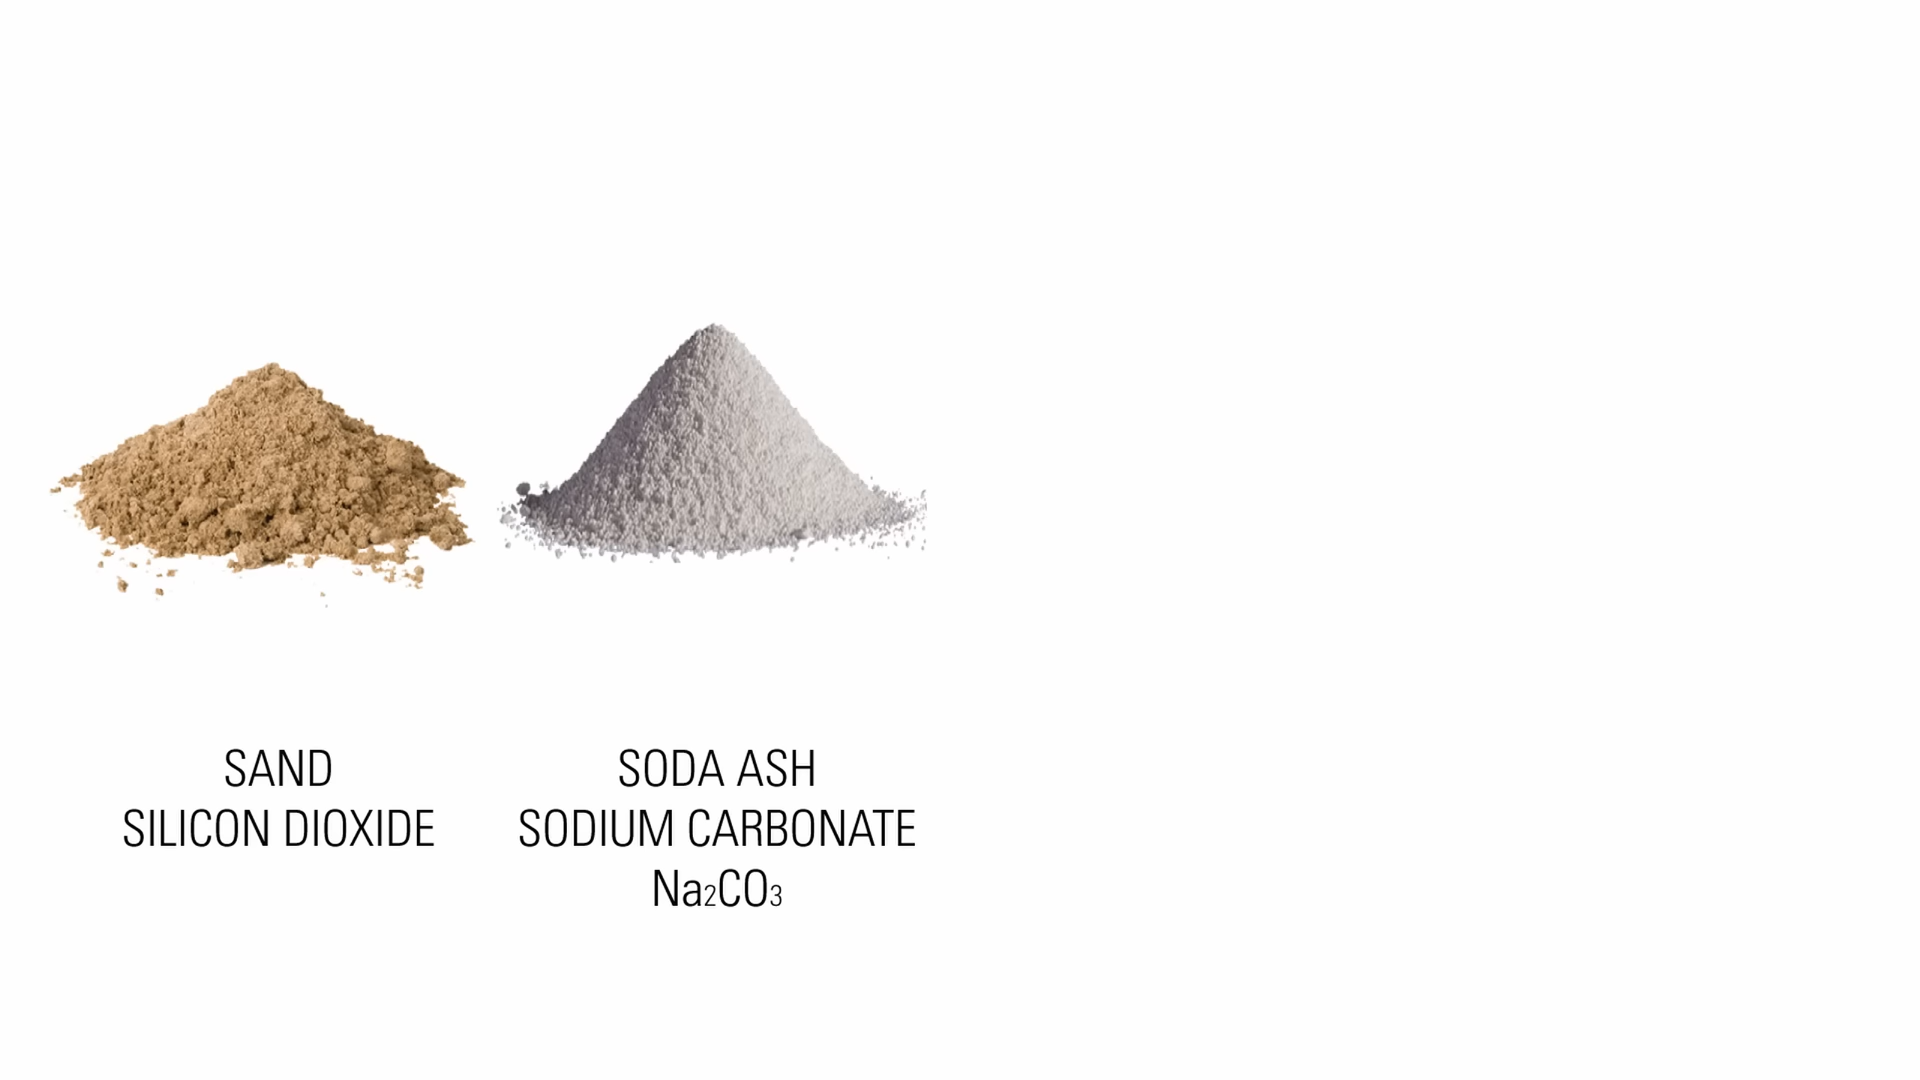 SAND
SILICON DIOXIDE
SODA ASH
SODIUM CARBONATE
Na₂CO₃